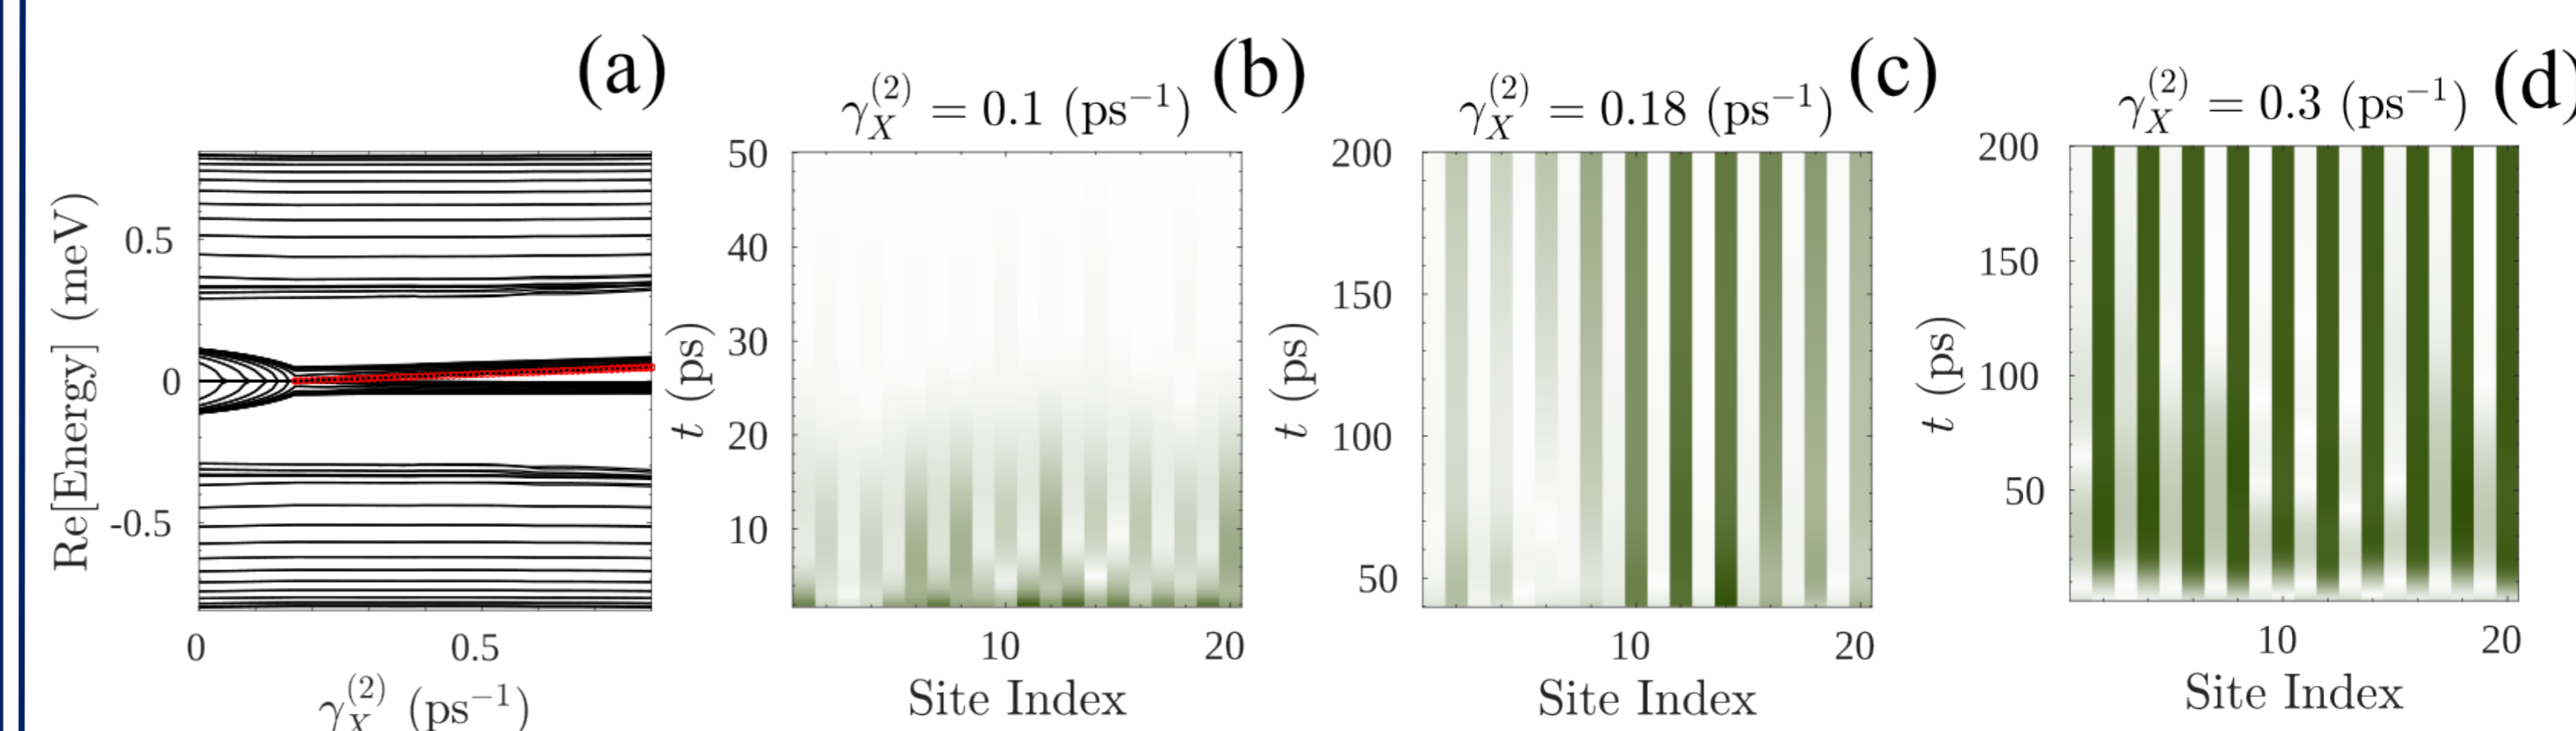 (a)
Re[Energy] (meV)
0.5
0
-0.5
0 0.5
γ_X^(2) (ps⁻¹)
(b)
γ_X^(2) = 0.1 (ps⁻¹)
t (ps)
50
40
30
20
10
10 20
Site Index
(c)
γ_X^(2) = 0.18 (ps⁻¹)
t (ps)
200
150
100
50
10 20
Site Index
(d)
γ_X^(2) = 0.3 (ps⁻¹)
t (ps)
200
150
100
50
10 20
Site Index